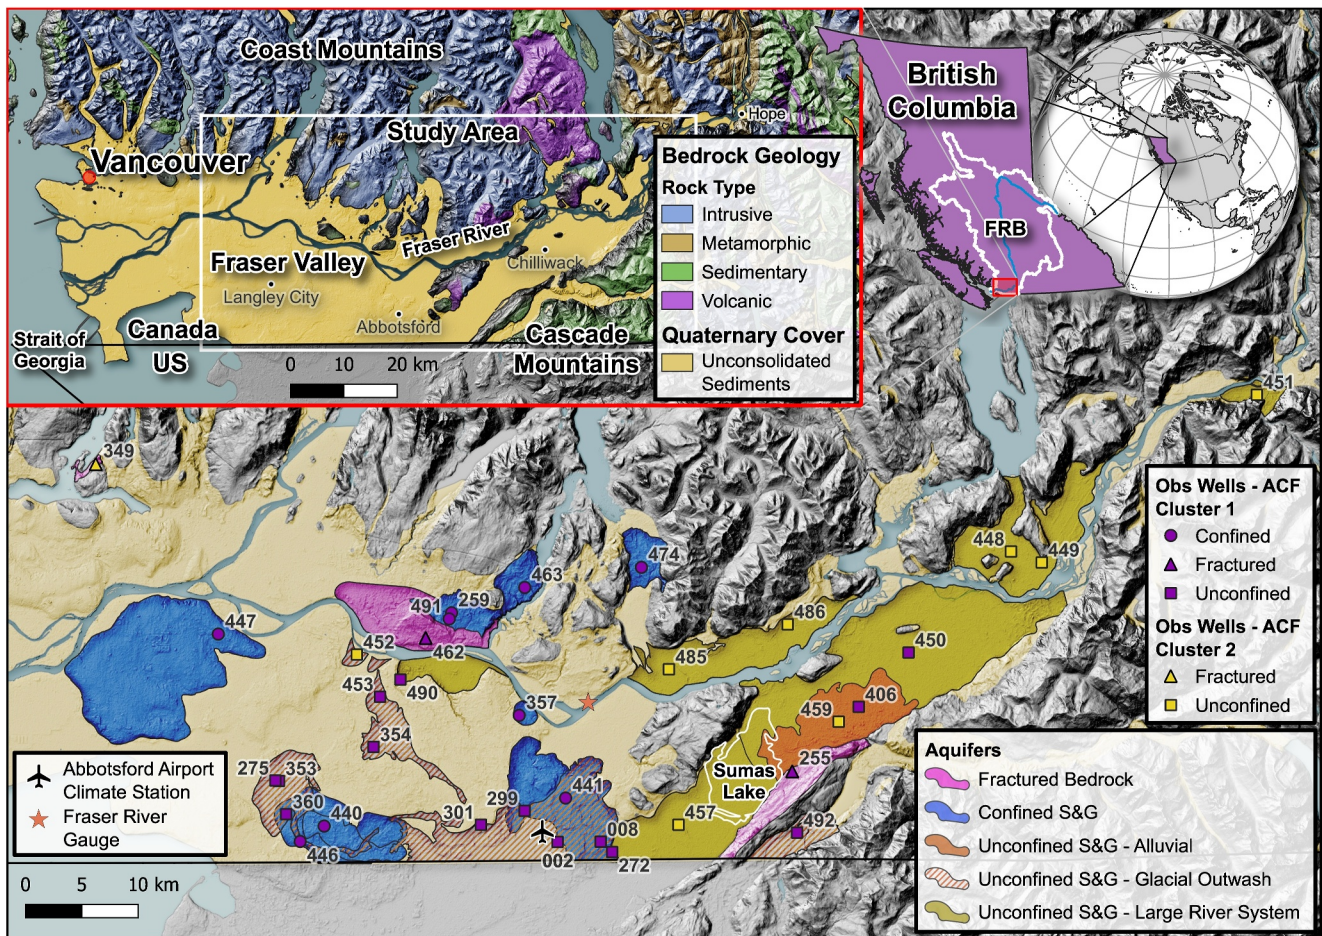 Coast Mountains
Study Area
Hope
Vancouver
Fraser River
Fraser Valley
Chilliwack
Langley City
Abbotsford
Canada
US
Strait of
Georgia
Cascade
Mountains
0 10 20 km
Bedrock Geology
Rock Type
Intrusive
Metamorphic
Sedimentary
Volcanic
Quaternary Cover
Unconsolidated
Sediments
British
Columbia
FRB
451
349
448
449
474
463
259
491
486
447
452
462
485
450
453
490
357
406
459
354
255
275
353
Sumas
Lake
360
440
299
441
301
008
457
492
446
002
272
Obs Wells - ACF
Cluster 1
Confined
Fractured
Unconfined
Obs Wells - ACF
Cluster 2
Fractured
Unconfined
Abbotsford Airport
Climate Station
Fraser River
Gauge
0 5 10 km
Aquifers
Fractured Bedrock
Confined S&G
Unconfined S&G - Alluvial
Unconfined S&G - Glacial Outwash
Unconfined S&G - Large River System